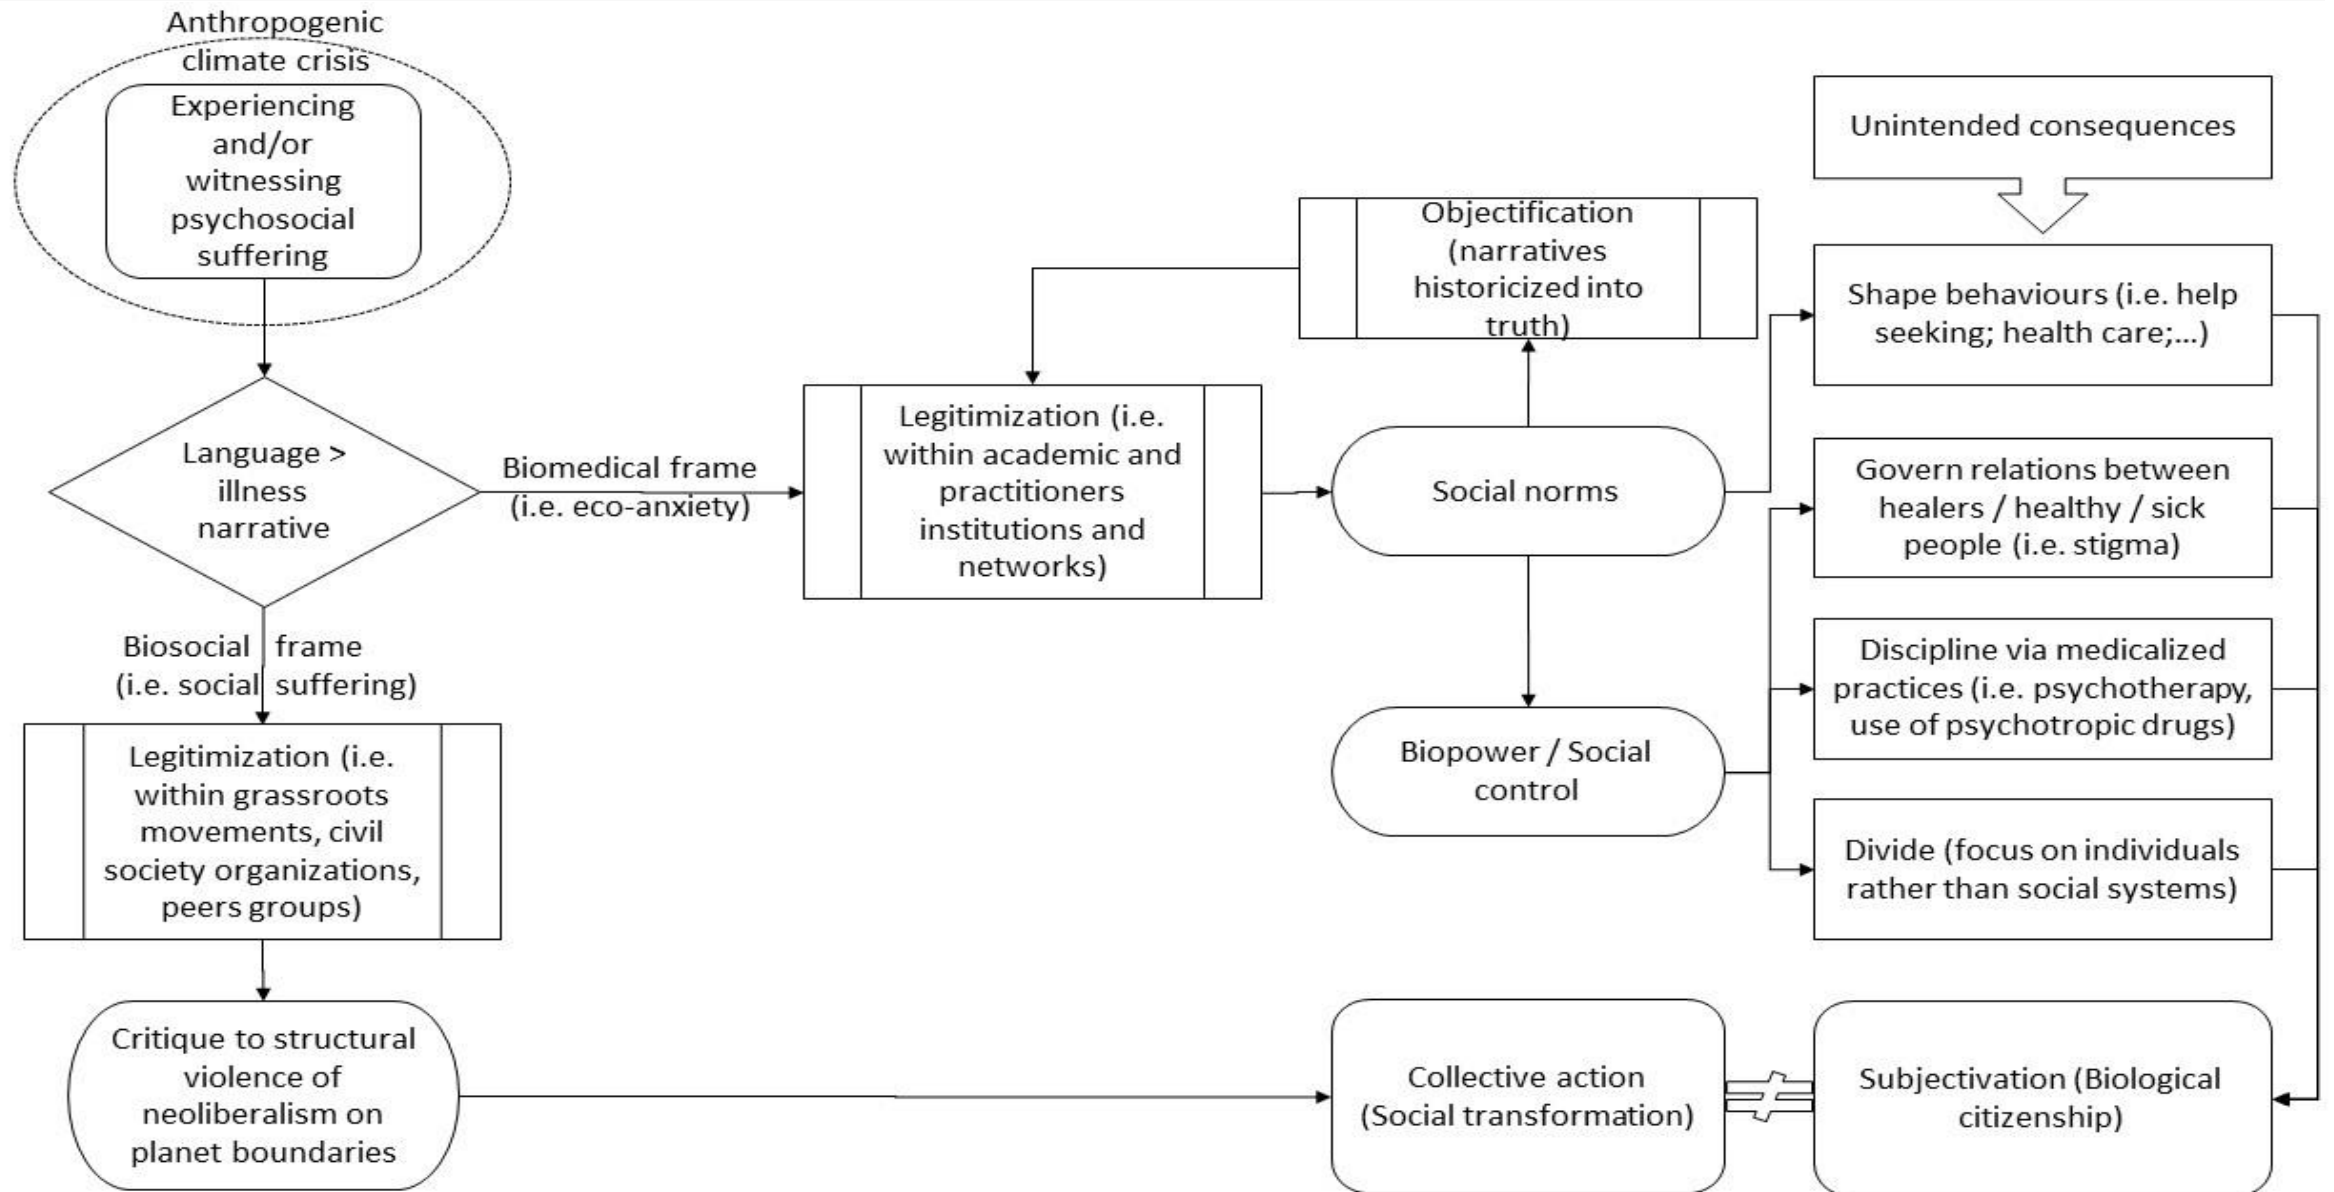 Anthropogenic
climate crisis
Experiencing
and/or
witnessing
psychosocial
suffering
Language >
illness
narrative
Biomedical frame
(i.e. eco-anxiety)
Biosocial frame
(i.e. social suffering)
Legitimization (i.e.
within grassroots
movements, civil
society organizations,
peers groups)
Critique to structural
violence of
neoliberalism on
planet boundaries
Legitimization (i.e.
within academic and
practitioners
institutions and
networks)
Objectification
(narratives
historicized into
truth)
Social norms
Biopower / Social
control
Unintended consequences
Shape behaviours (i.e. help
seeking; health care;...)
Govern relations between
healers / healthy / sick
people (i.e. stigma)
Discipline via medicalized
practices (i.e. psychotherapy,
use of psychotropic drugs)
Divide (focus on individuals
rather than social systems)
Collective action
(Social transformation)
≠
Subjectivation (Biological
citizenship)